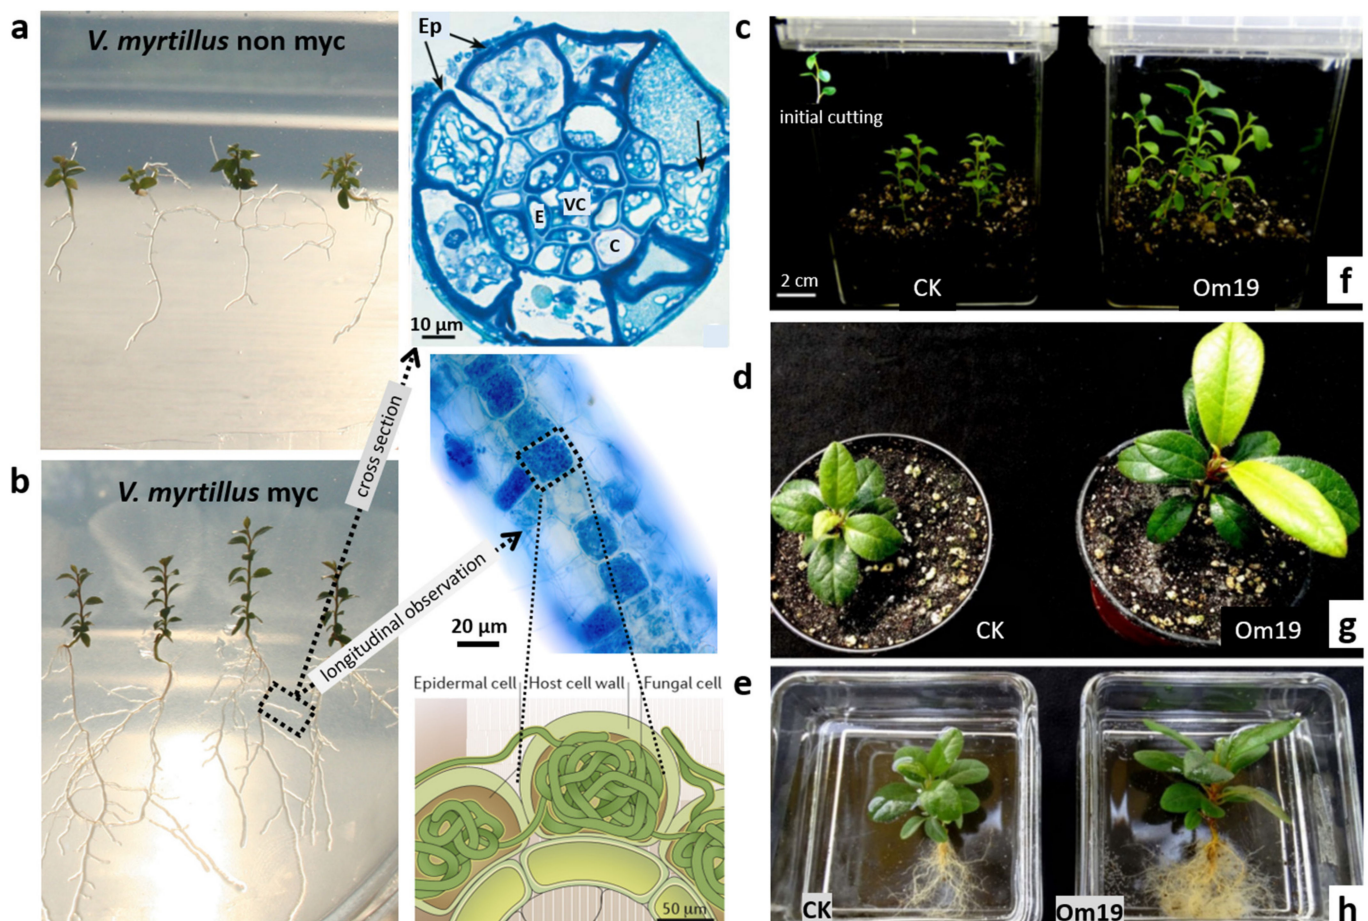 a
V. myrtillus non myc
Ep
E
VC
C
10 µm
b
V. myrtillus myc
cross section
longitudinal observation
20 µm
Epidermal cell
Host cell wall
Fungal cell
50 µm
c
initial cutting
2 cm
CK
Om19
f
d
CK
Om19
g
e
CK
Om19
h